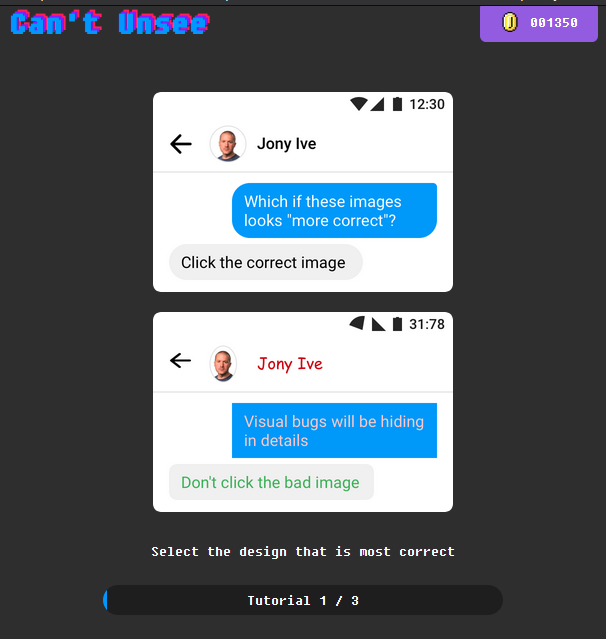 Can't Unsee
J 001350
12:30
Jony Ive
Which if these images
looks "more correct"?
Click the correct image
31:78
Jony Ive
Visual bugs will be hiding
in details
Don't click the bad image
Select the design that is most correct
Tutorial 1 / 3